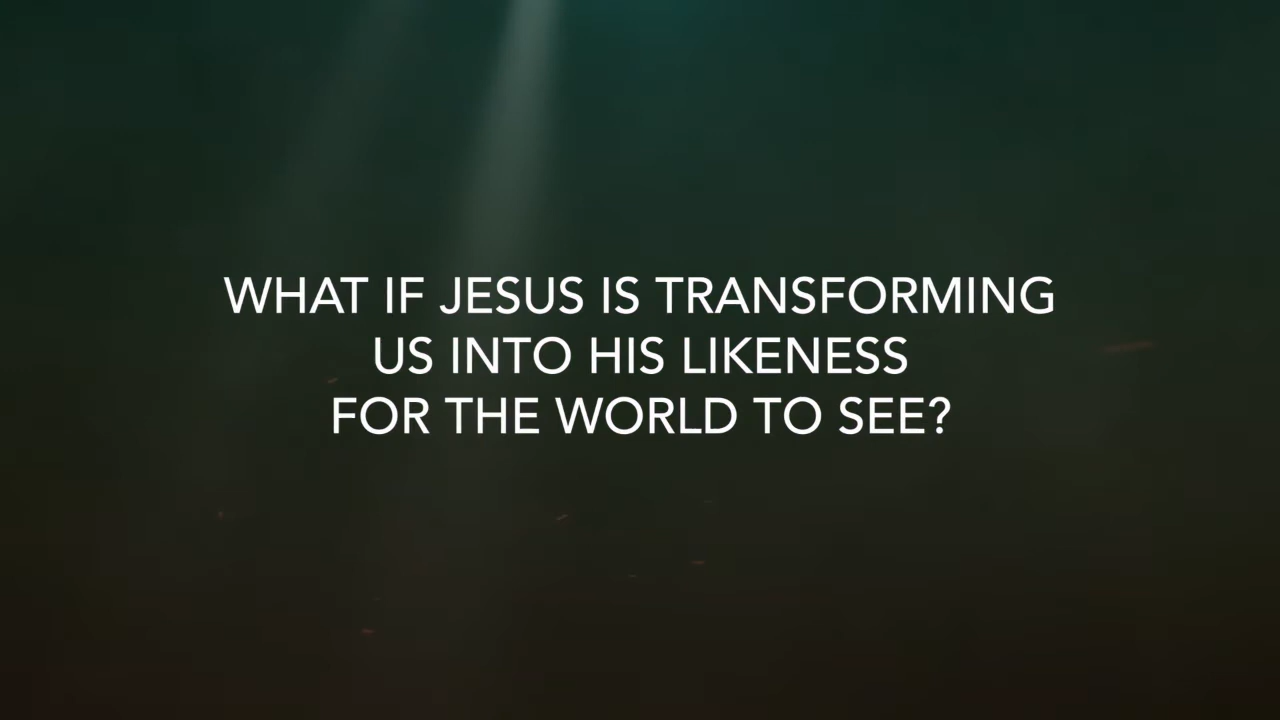 WHAT IF JESUS IS TRANSFORMING
US INTO HIS LIKENESS
FOR THE WORLD TO SEE?